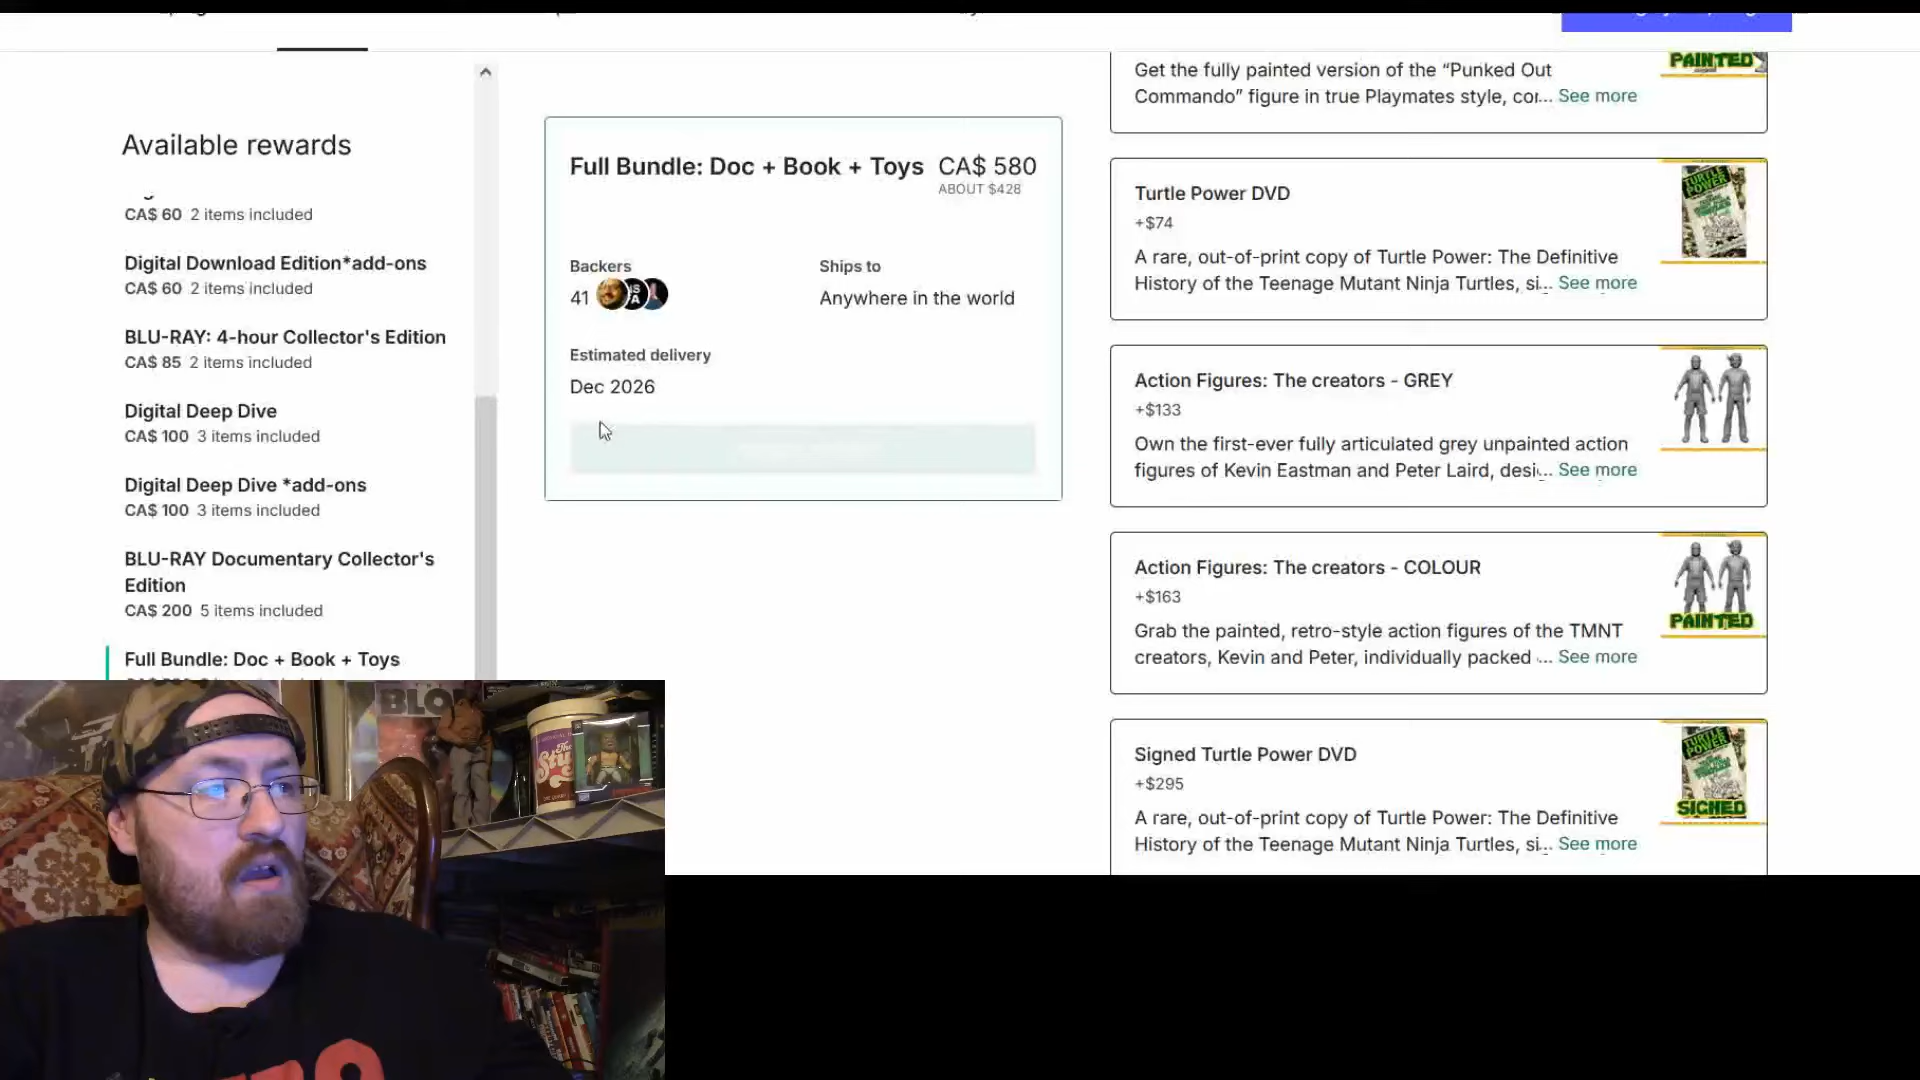 Available rewards
CA$ 60 2 items included
Digital Download Edition*add-ons
CA$ 60 2 items included
BLU-RAY: 4-hour Collector's Edition
CA$ 85 2 items included
Digital Deep Dive
CA$ 100 3 items included
Digital Deep Dive *add-ons
CA$ 100 3 items included
BLU-RAY Documentary Collector's
Edition
CA$ 200 5 items included
Full Bundle: Doc + Book + Toys
Full Bundle: Doc + Book + Toys CA$ 580
ABOUT $428
Backers
41
Ships to
Anywhere in the world
Estimated delivery
Dec 2026
PAINTED
Get the fully painted version of the “Punked Out
Commando” figure in true Playmates style, cor... See more
Turtle Power DVD
+$74
A rare, out-of-print copy of Turtle Power: The Definitive
History of the Teenage Mutant Ninja Turtles, si... See more
TURTLE
POWER
Action Figures: The creators - GREY
+$133
Own the first-ever fully articulated grey unpainted action
figures of Kevin Eastman and Peter Laird, desi... See more
Action Figures: The creators - COLOUR
+$163
Grab the painted, retro-style action figures of the TMNT
creators, Kevin and Peter, individually packed ... See more
PAINTED
Signed Turtle Power DVD
+$295
A rare, out-of-print copy of Turtle Power: The Definitive
History of the Teenage Mutant Ninja Turtles, si... See more
TURTLE
POWER
SIGNED
BLO
The
Stu